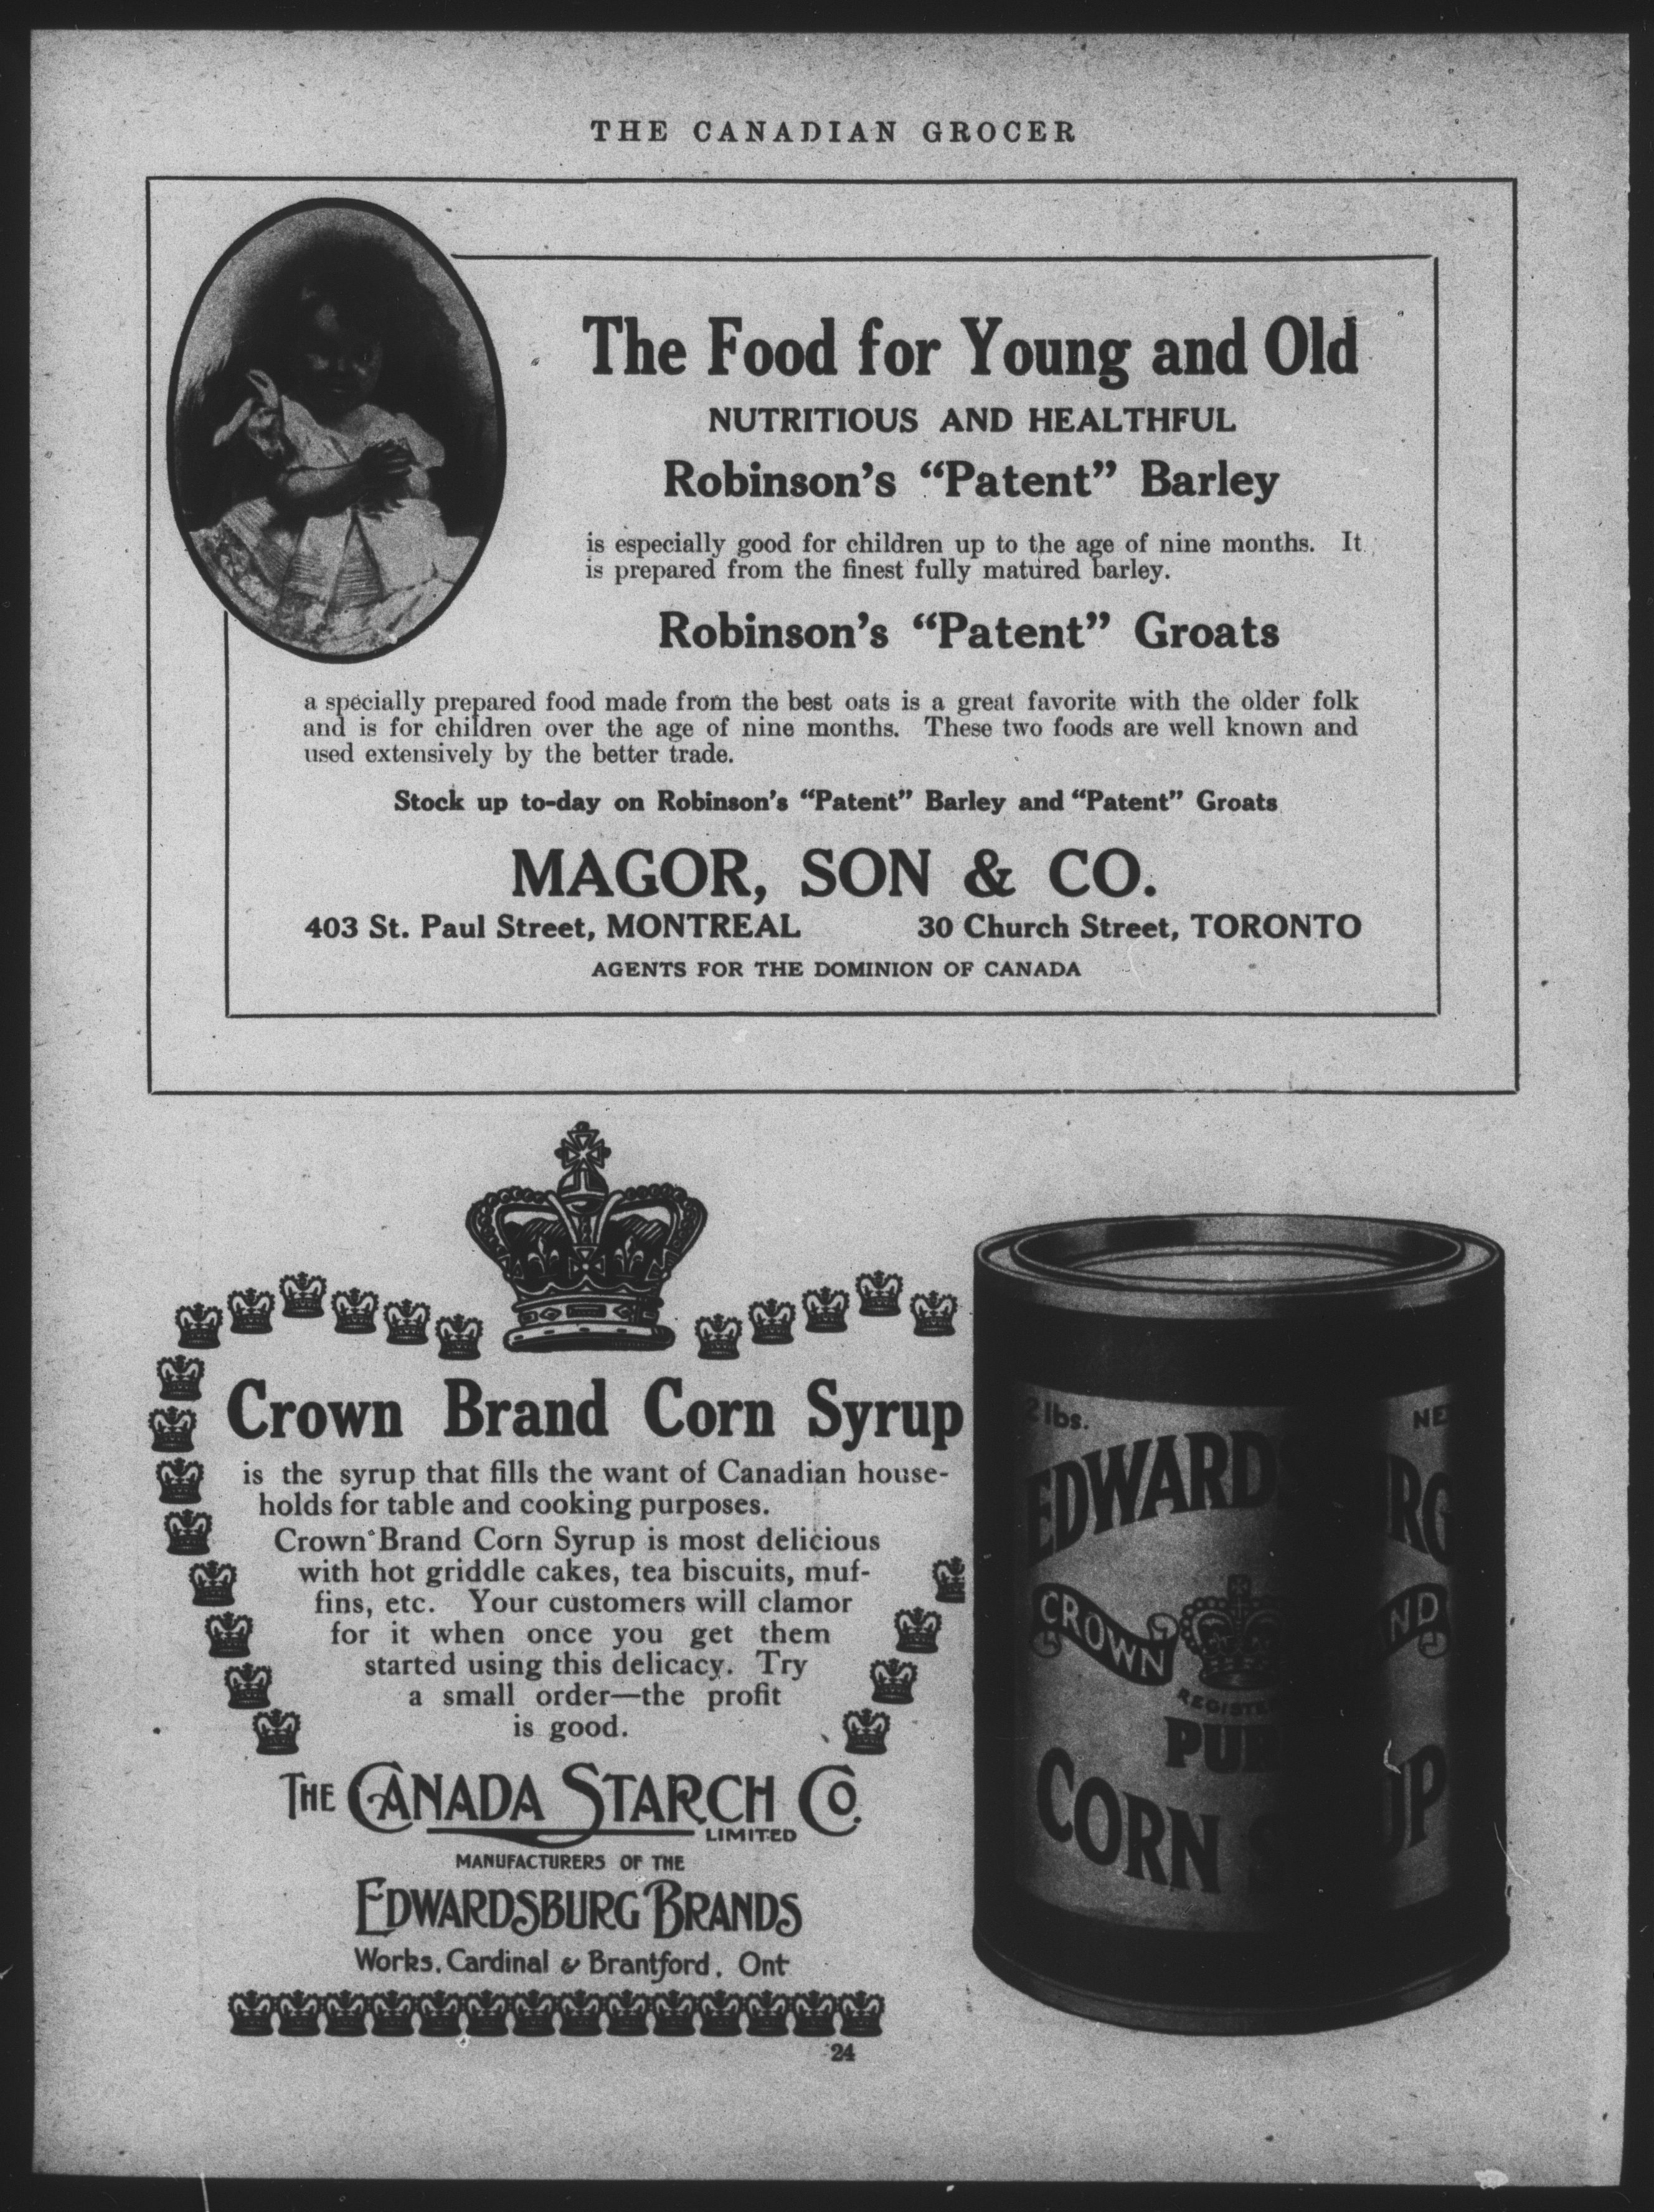 THE CANADIAN GROCER
The Food for Young and Old
NUTRITIOUS AND HEALTHFUL
Robinson's "Patent" Barley
is especially good for children up to the age of nine months. It
is prepared from the finest fully matured barley.
Robinson's "Patent" Groats
a specially prepared food made from the best oats is a great favorite with the older folk
and is for children over the age of nine months. These two foods are well known and
used extensively by the better trade.
Stock up to-day on Robinson's "Patent" Barley and "Patent" Groats
MAGOR, SON & CO.
403 St. Paul Street, MONTREAL 30 Church Street, TORONTO
AGENTS FOR THE DOMINION OF CANADA
Crown Brand Corn Syrup
is the syrup that fills the want of Canadian house-
holds for table and cooking purposes.
Crown Brand Corn Syrup is most delicious
with hot griddle cakes, tea biscuits, muf-
fins, etc. Your customers will clamor
for it when once you get them
started using this delicacy. Try
a small order—the profit
is good.
THE CANADA STARCH CO.
LIMITED
MANUFACTURERS OF THE
EDWARDSBURG BRANDS
Works, Cardinal & Brantford, Ont
2 lbs. NE
EDWARDS RG
CROWN ND
REGISTE
PU
CORN S UP
24